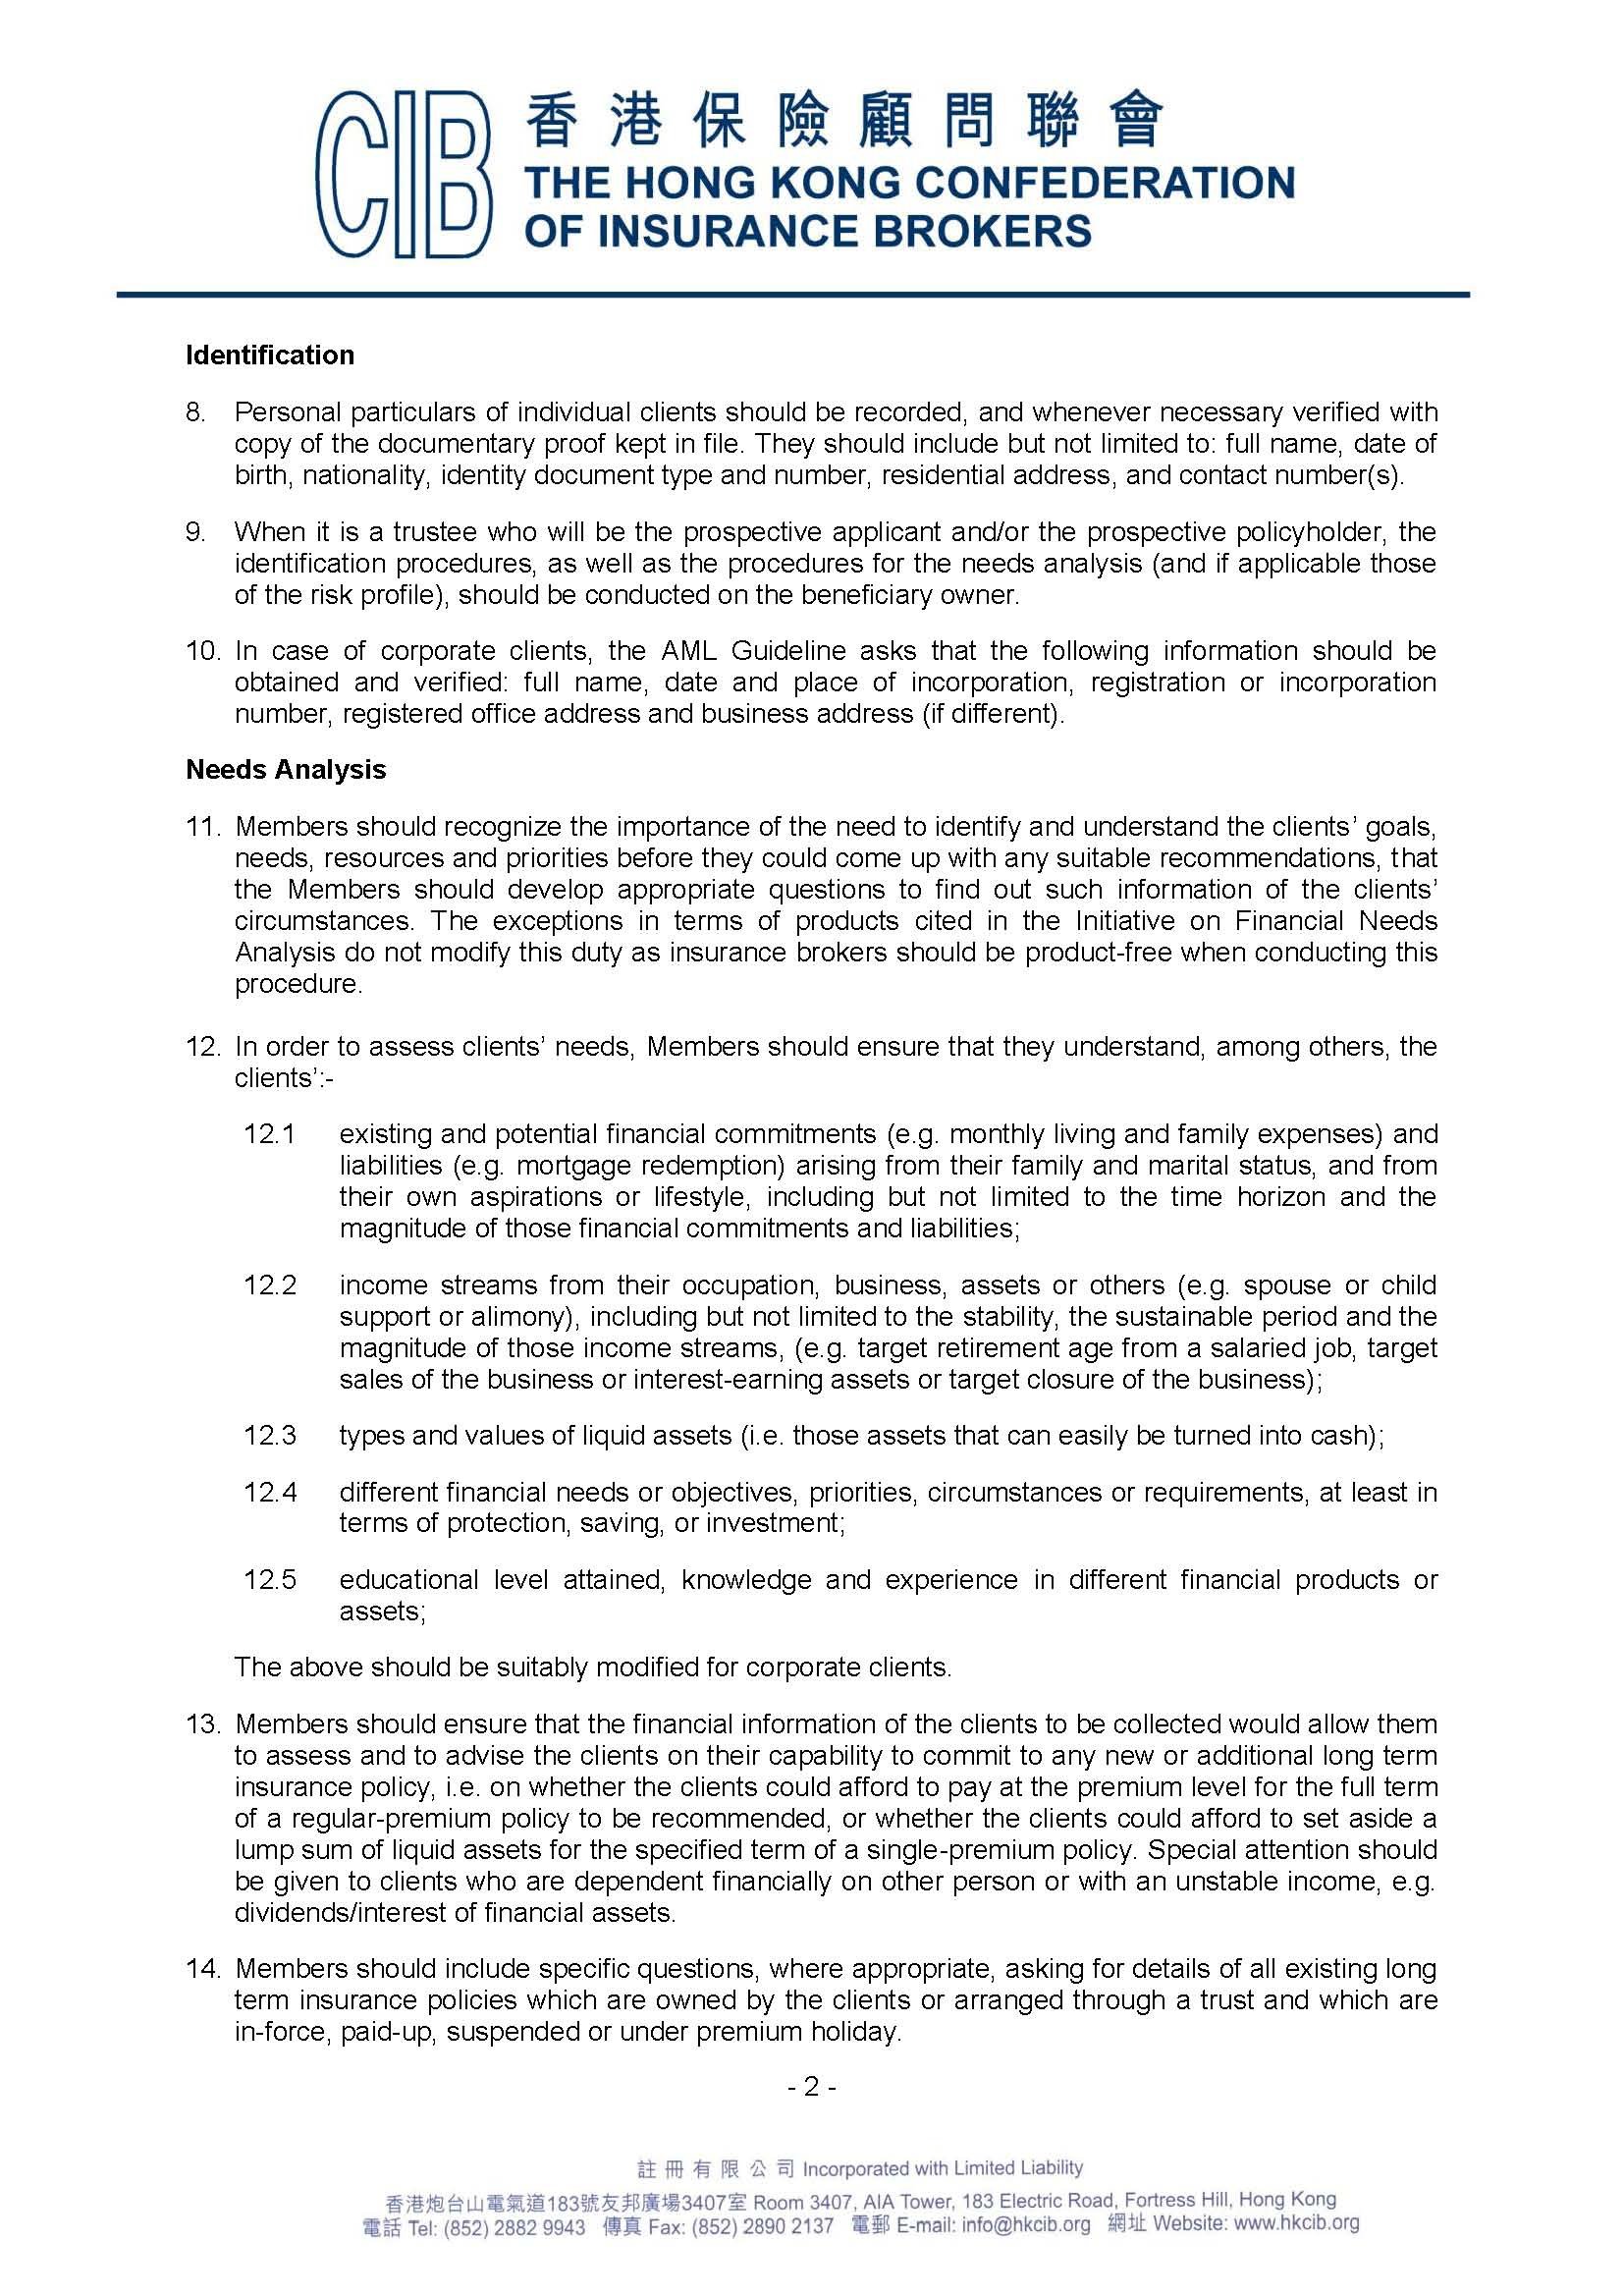 CIB
香港保險顧問聯會
THE HONG KONG CONFEDERATION
OF INSURANCE BROKERS
Identification
8. Personal particulars of individual clients should be recorded, and whenever necessary verified with
copy of the documentary proof kept in file. They should include but not limited to: full name, date of
birth, nationality, identity document type and number, residential address, and contact number(s).
9. When it is a trustee who will be the prospective applicant and/or the prospective policyholder, the
identification procedures, as well as the procedures for the needs analysis (and if applicable those
of the risk profile), should be conducted on the beneficiary owner.
10. In case of corporate clients, the AML Guideline asks that the following information should be
obtained and verified: full name, date and place of incorporation, registration or incorporation
number, registered office address and business address (if different).
Needs Analysis
11. Members should recognize the importance of the need to identify and understand the clients' goals,
needs, resources and priorities before they could come up with any suitable recommendations, that
the Members should develop appropriate questions to find out such information of the clients'
circumstances. The exceptions in terms of products cited in the Initiative on Financial Needs
Analysis do not modify this duty as insurance brokers should be product-free when conducting this
procedure.
12. In order to assess clients' needs, Members should ensure that they understand, among others, the
clients':-
12.1 existing and potential financial commitments (e.g. monthly living and family expenses) and
liabilities (e.g. mortgage redemption) arising from their family and marital status, and from
their own aspirations or lifestyle, including but not limited to the time horizon and the
magnitude of those financial commitments and liabilities;
12.2 income streams from their occupation, business, assets or others (e.g. spouse or child
support or alimony), including but not limited to the stability, the sustainable period and the
magnitude of those income streams, (e.g. target retirement age from a salaried job, target
sales of the business or interest-earning assets or target closure of the business);
12.3 types and values of liquid assets (i.e. those assets that can easily be turned into cash);
12.4 different financial needs or objectives, priorities, circumstances or requirements, at least in
terms of protection, saving, or investment;
12.5 educational level attained, knowledge and experience in different financial products or
assets;
The above should be suitably modified for corporate clients.
13. Members should ensure that the financial information of the clients to be collected would allow them
to assess and to advise the clients on their capability to commit to any new or additional long term
insurance policy, i.e. on whether the clients could afford to pay at the premium level for the full term
of a regular-premium policy to be recommended, or whether the clients could afford to set aside a
lump sum of liquid assets for the specified term of a single-premium policy. Special attention should
be given to clients who are dependent financially on other person or with an unstable income, e.g.
dividends/interest of financial assets.
14. Members should include specific questions, where appropriate, asking for details of all existing long
term insurance policies which are owned by the clients or arranged through a trust and which are
in-force, paid-up, suspended or under premium holiday.
- 2 -
註冊有限公司 Incorporated with Limited Liability
香港炮台山電氣道183號友邦廣場3407室 Room 3407, AIA Tower, 183 Electric Road, Fortress Hill, Hong Kong
電話 Tel: (852) 2882 9943 傳真 Fax: (852) 2890 2137 電郵 E-mail: info@hkcib.org 網址 Website: www.hkcib.org